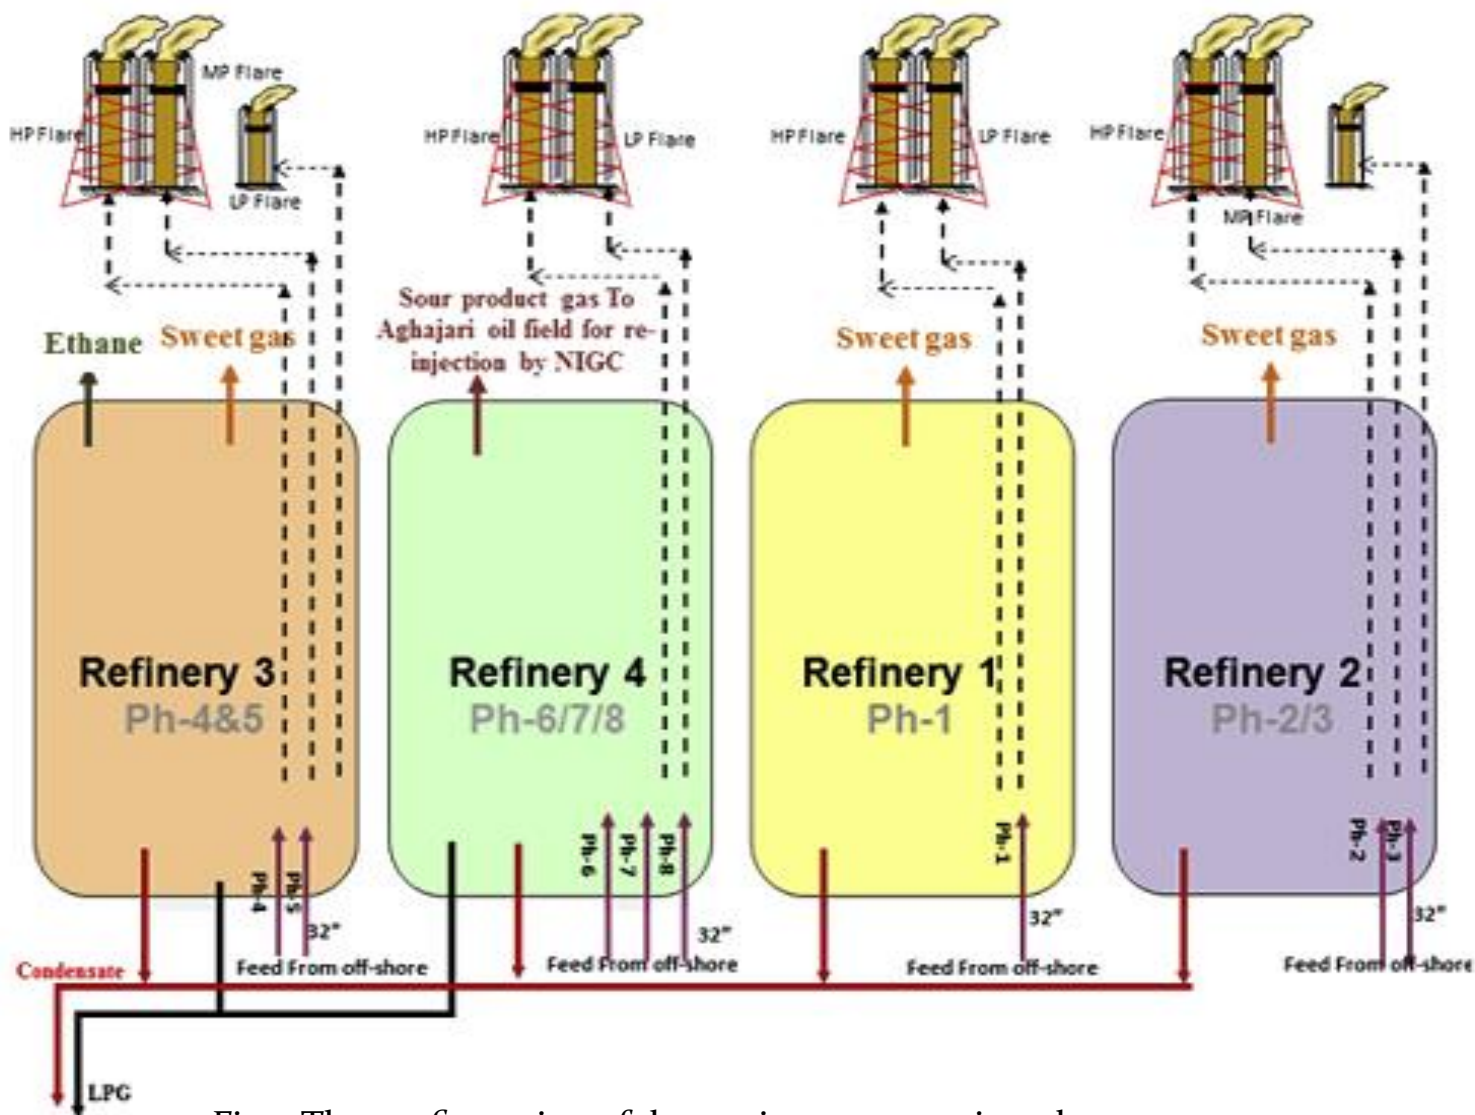 MP Flare
HP Flare
LP Flare
HP Flare
LP Flare
HP Flare
LP Flare
HP Flare
MP Flare
Ethane
Sweet gas
Sour product gas To
Aghajari oil field for re-
injection by NIGC
Sweet gas
Sweet gas
Refinery 3
Ph-4&5
Refinery 4
Ph-6/7/8
Refinery 1
Ph-1
Refinery 2
Ph-2/3
Ph-4
Ph-5
32”
Feed From off-shore
Ph-6
Ph-7
Ph-8
32”
Feed From off-shore
Ph-1
32”
Feed From off-shore
Ph-2
Ph-3
32”
Feed From off-shore
Condensate
LPG